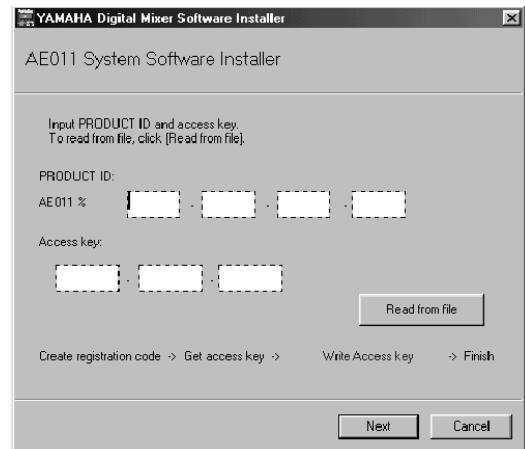 YAMAHA Digital Mixer Software Installer
AE011 System Software Installer
Input PRODUCT ID and access key.
To read from file, click [Read from file].
PRODUCT ID:
AE011 % - - -
Access key:
- -
Read from file
Create registration code -> Get access key -> Write Access key -> Finish
Next Cancel